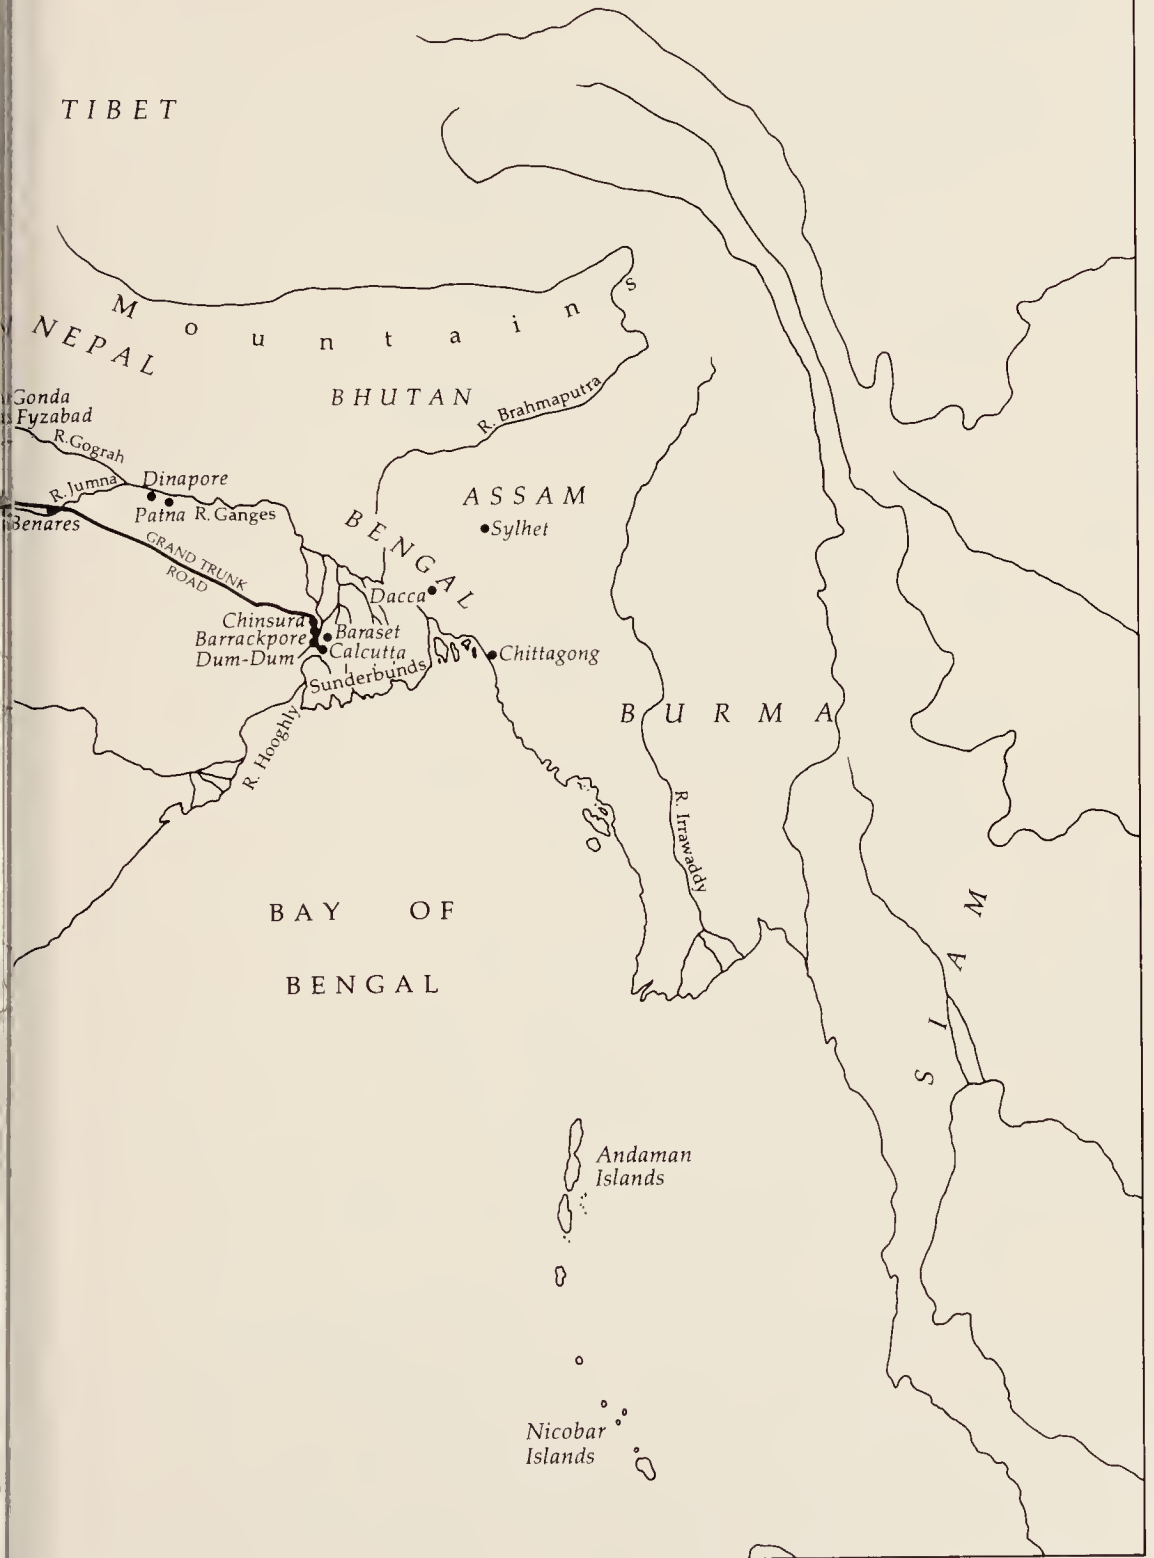 TIBET
Mountains
NEPAL
BHUTAN
Gonda
Fyzabad
R. Brahmaputra
R.Gograh
R. Jumna
Dinapore
Patna
R. Ganges
Benares
ASSAM
Sylhet
BENGAL
GRAND TRUNK
ROAD
Dacca
Chinsura
Barrackpore
Dum-Dum
Baraset
Calcutta
Sunderbunds
Chittagong
R. Hooghly
BURMA
R. Irrawaddy
SIAM
BAY OF
BENGAL
Andaman
Islands
Nicobar
Islands